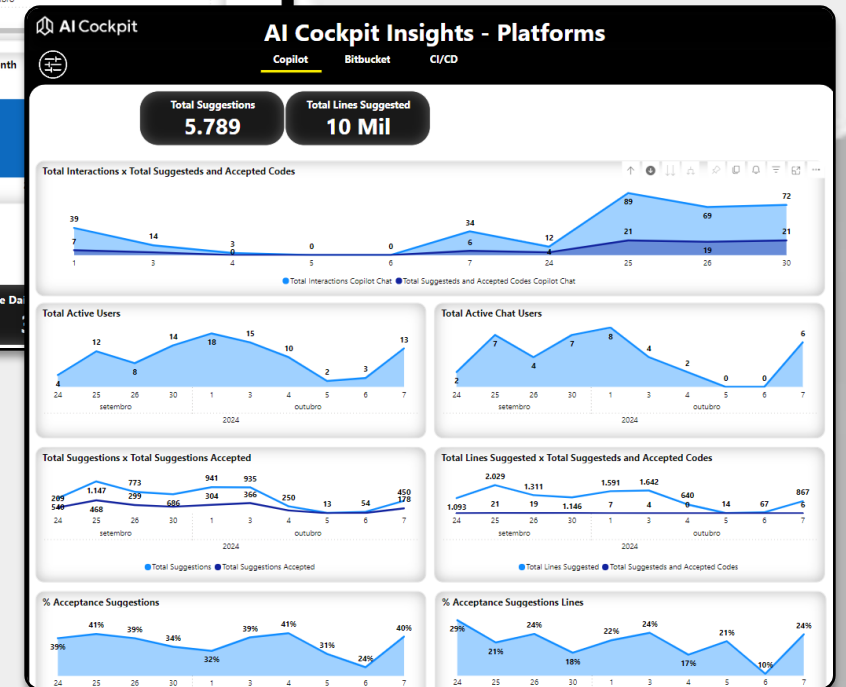 nth
e Dai
AI Cockpit
AI Cockpit Insights - Platforms
Copilot Bitbucket CI/CD
Total Suggestions
5.789
Total Lines Suggested
10 Mil
Total Interactions x Total Suggesteds and Accepted Codes
39 14 3 0 0 34 12 89 69 72
7 0 6 4 21 19 21
1 3 4 5 6 7 24 25 26 30
Total Interactions Copilot Chat Total Suggesteds and Accepted Codes Copilot Chat
Total Active Users
4 12 8 14 18 15 10 2 3 13
24 25 26 30 1 3 4 5 6 7
setembro outubro
2024
Total Active Chat Users
2 7 4 7 8 4 2 0 0 6
24 25 26 30 1 3 4 5 6 7
setembro outubro
2024
Total Suggestions x Total Suggestions Accepted
209 1.147 773 941 935 250 13 54 450
540 468 299 686 304 366 178
24 25 26 30 1 3 4 5 6 7
setembro outubro
2024
Total Suggestions Total Suggestions Accepted
Total Lines Suggested x Total Suggesteds and Accepted Codes
1.093 2.029 1.311 1.146 1.591 1.642 640 14 67 867
21 19 7 4 0 6
24 25 26 30 1 3 4 5 6 7
setembro outubro
2024
Total Lines Suggested Total Suggesteds and Accepted Codes
% Acceptance Suggestions
39% 41% 39% 34% 32% 39% 41% 31% 24% 40%
24 25 26 30 1 3 4 5 6 7
% Acceptance Suggestions Lines
29% 21% 24% 18% 22% 24% 17% 21% 10% 24%
24 25 26 30 1 3 4 5 6 7